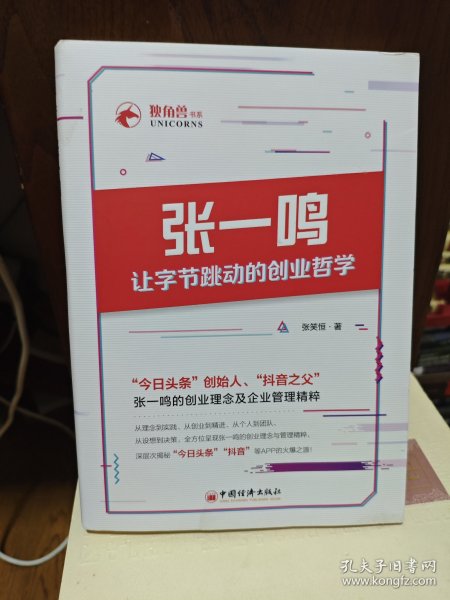 独角兽书系
UNICORNS
张一鸣
让字节跳动的创业哲学
张笑恒·著
“今日头条”创始人、“抖音之父”
张一鸣的创业理念及企业管理精粹
从理念到实践、从创业到精进、从个人到团队、
从设想到决策，全方位呈现张一鸣的创业理念与管理精粹，
深层次揭秘“今日头条”“抖音”等APP的火爆之道！
中国经济出版社
孔夫子旧书网
www.kongfz.com